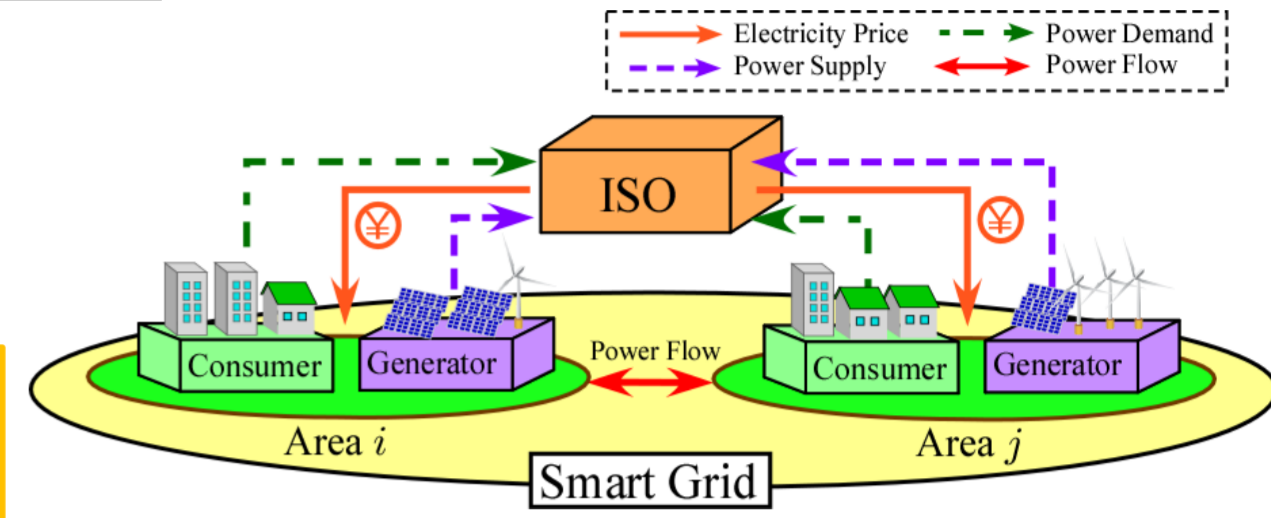 Electricity Price
Power Demand
Power Supply
Power Flow
ISO
¥
¥
Consumer
Generator
Power Flow
Consumer
Generator
Area i
Area j
Smart Grid